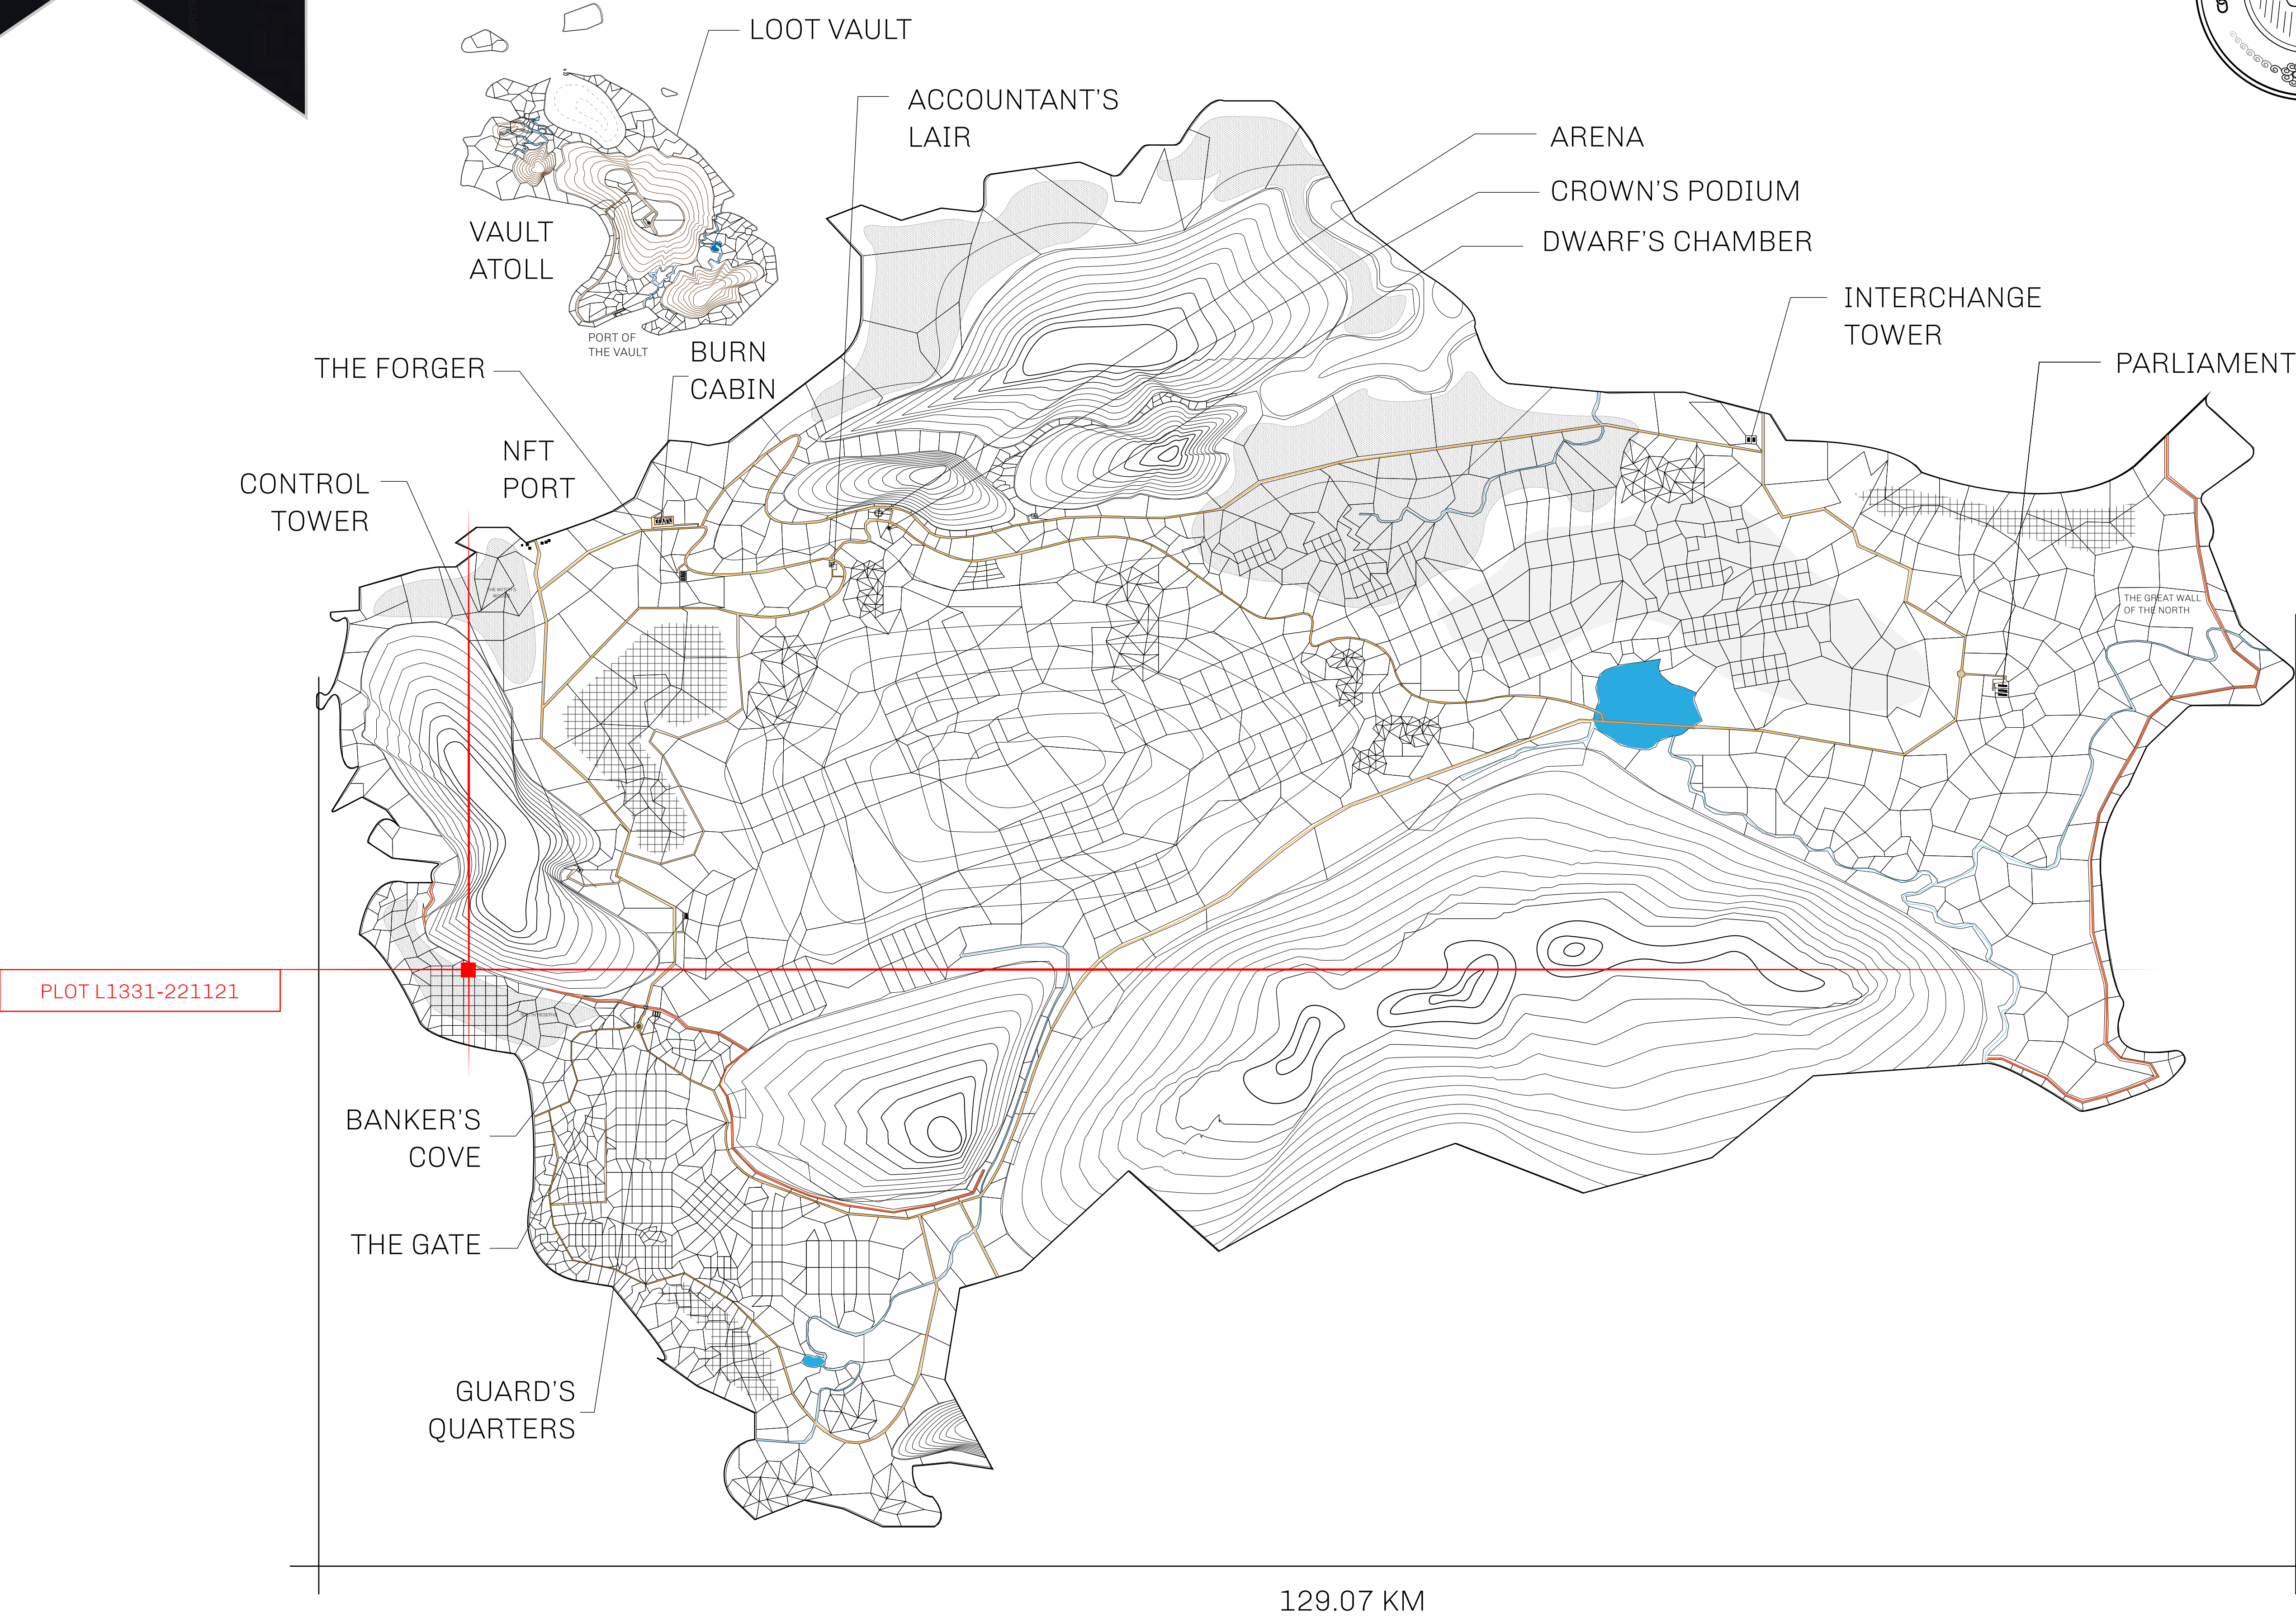 LOOT VAULT
ACCOUNTANT'S
LAIR
ARENA
CROWN'S PODIUM
DWARF'S CHAMBER
VAULT
ATOLL
INTERCHANGE
TOWER
PORT OF
THE VAULT
BURN
CABIN
THE FORGER
PARLIAMENT
NFT
PORT
CONTROL
TOWER
THE GREAT WALL
OF THE NORTH
PLOT L1331-221121
BANKER'S
COVE
THE GATE
GUARD'S
QUARTERS
129.07 KM